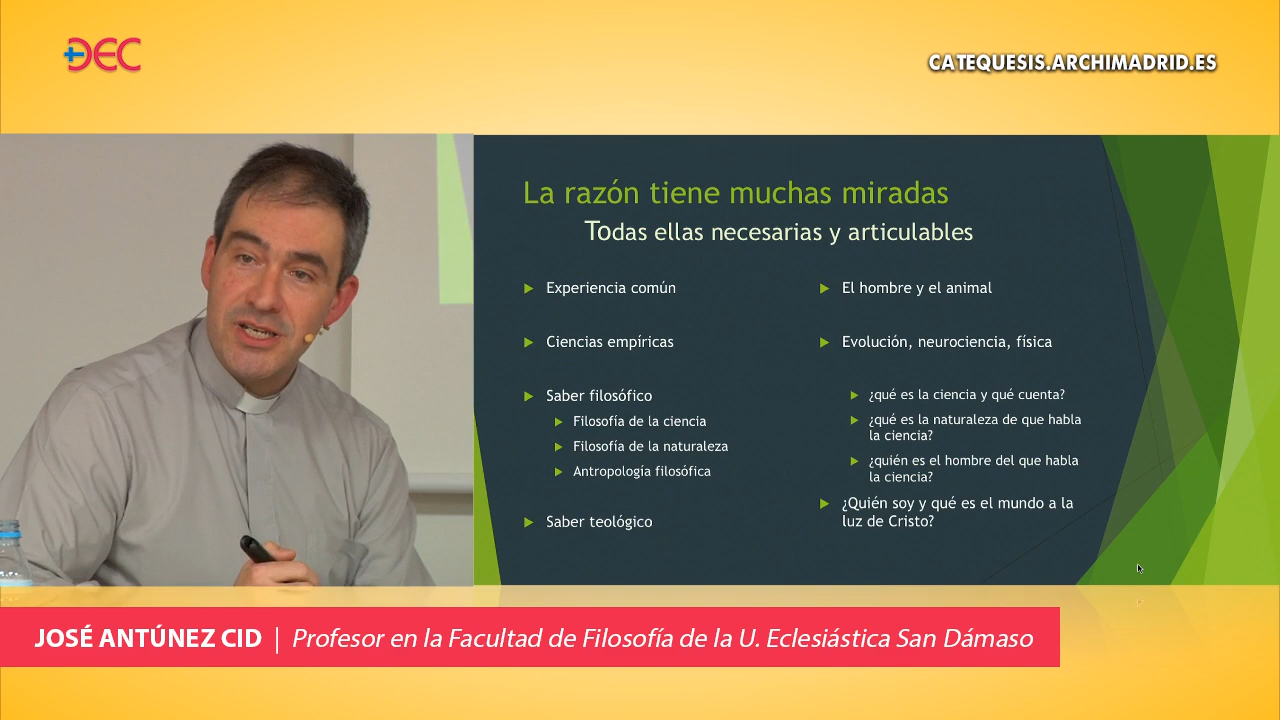 DEC
CATEQUESIS.ARCHIMADRID.ES
La razón tiene muchas miradas
Todas ellas necesarias y articulables
Experiencia común
Ciencias empíricas
Saber filosófico
Filosofía de la ciencia
Filosofía de la naturaleza
Antropología filosófica
Saber teológico
El hombre y el animal
Evolución, neurociencia, física
¿qué es la ciencia y qué cuenta?
¿qué es la naturaleza de que habla
la ciencia?
¿quién es el hombre del que habla
la ciencia?
¿Quién soy y qué es el mundo a la
luz de Cristo?
JOSÉ ANTÚNEZ CID | Profesor en la Facultad de Filosofía de la U. Eclesiástica San Dámaso